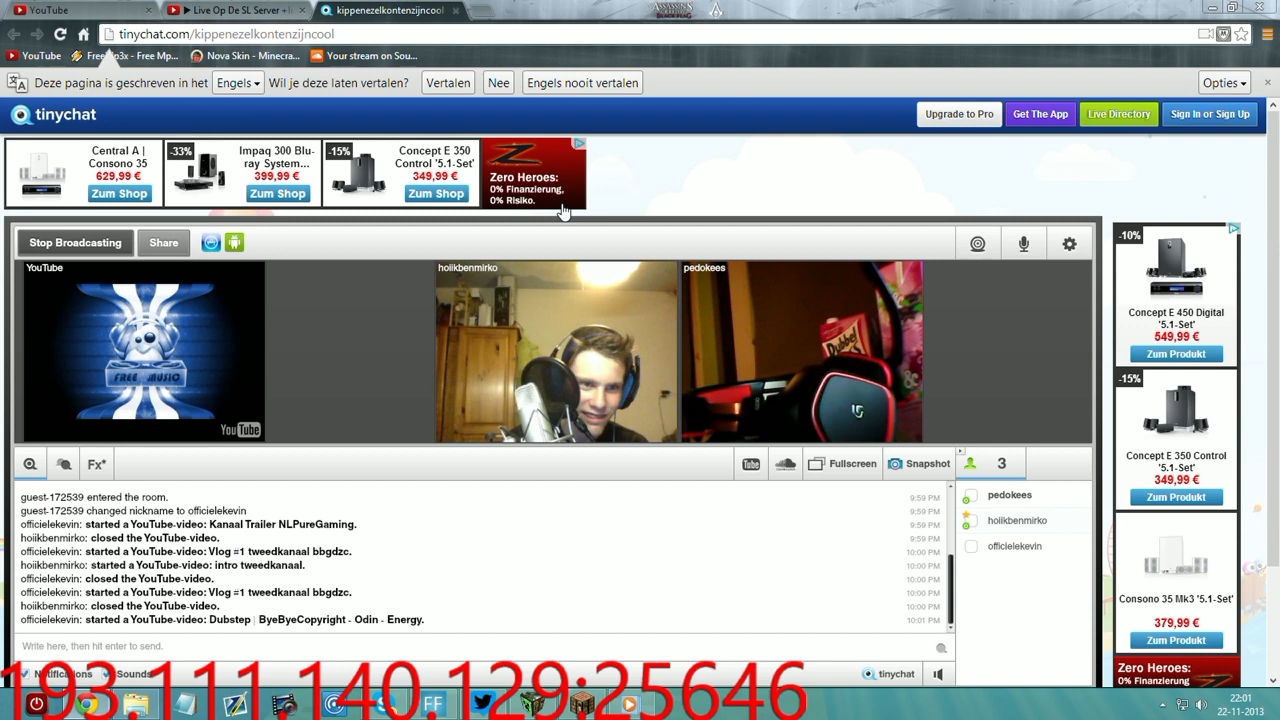 YouTube
Live Op De SL Server +
kippenezelkontenzijncool
tinychat.com/kippenezelkontenzijncool
YouTube
Nova Skin - Minecra...
Your stream on Sou...
Deze pagina is geschreven in het
Engels
Wil je deze laten vertalen?
Vertalen
Nee
Engels nooit vertalen
Opties
tinychat
Upgrade to Pro
Get The App
Live Directory
Sign In or Sign Up
Central A |
Consono 35
629,99 €
Zum Shop
-33%
Impaq 300 Blu-
ray System...
399,99 €
Zum Shop
-15%
Concept E 350
Control '5.1-Set'
349,99 €
Zum Shop
Zero Heroes:
0% Finanzierung,
0% Risiko.
Stop Broadcasting
Share
YouTube
FREE MUSIC
YouTube
hoiikbenmirko
pedokees
Dubbel
-10%
Concept E 450 Digital
'5.1-Set'
549,99 €
Zum Produkt
-15%
Concept E 350 Control
'5.1-Set'
349,99 €
Zum Produkt
Consono 35 Mk3 '5.1-Set'
379,99 €
Zum Produkt
Zero Heroes:
0% Finanzierung,
Fx*
You Tube
Fullscreen
Snapshot
3
guest-172539 entered the room. 9:59 PM
guest-172539 changed nickname to officielekevin 9:59 PM
officielekevin: started a YouTube-video: Kanaal Trailer NLPureGaming. 9:59 PM
hoiikbenmirko: closed the YouTube-video. 9:59 PM
officielekevin: started a YouTube-video: Vlog #1 tweedkanaal bbgdzc. 10:00 PM
hoiikbenmirko: started a YouTube-video: intro tweedkanaal. 10:00 PM
officielekevin: closed the YouTube-video. 10:00 PM
officielekevin: started a YouTube-video: Vlog #1 tweedkanaal bbgdzc. 10:00 PM
hoiikbenmirko: closed the YouTube-video. 10:00 PM
officielekevin: started a YouTube-video: Dubstep | ByeByeCopyright - Odin - Energy. 10:01 PM
pedokees
hoiikbenmirko
officielekevin
Write here, then hit enter to send.
Notifications
Sounds
tinychat
193.111.140.129:25646
FF
22:01
22-11-2013